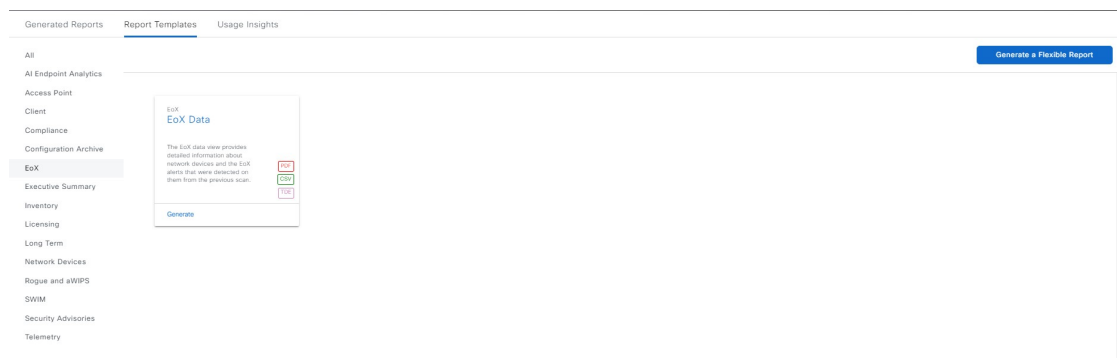 Generated Reports
Report Templates
Usage Insights
Generate a Flexible Report
All
AI Endpoint Analytics
Access Point
Client
Compliance
Configuration Archive
EoX
Executive Summary
Inventory
Licensing
Long Term
Network Devices
Rogue and aWIPS
SWIM
Security Advisories
Telemetry
EoX
EoX Data
The EoX data view provides
detailed information about
network devices and the EoX
alerts that were detected on
them from the previous scan.
PDF
CSV
TDE
Generate